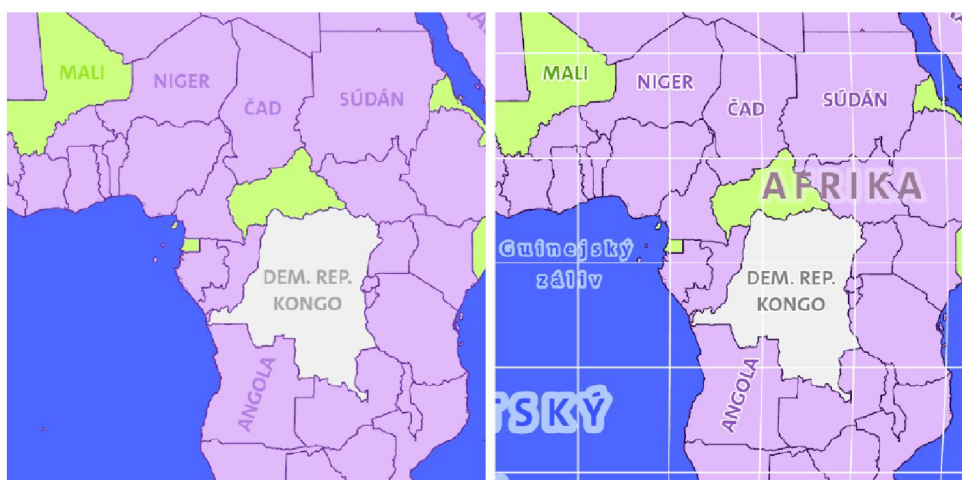 MALI
NIGER
ČAD
SÚDÁN
DEM. REP.
KONGO
ANGOLA
MALI
NIGER
ČAD
SÚDÁN
AFRIKA
Guinejský
záliv
DEM. REP.
KONGO
ANGOLA
TSKÝ